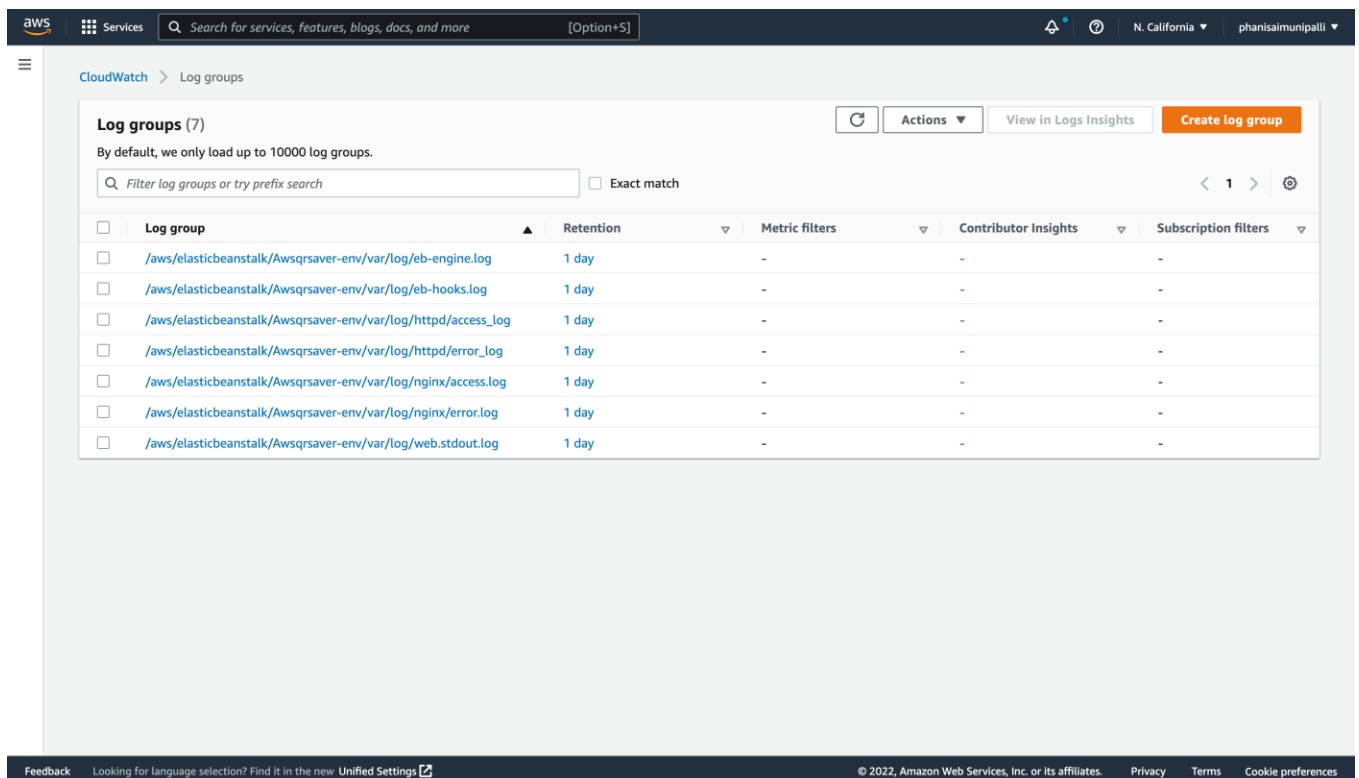 aws Services Search for services, features, blogs, docs, and more [Option+S] N. California phanisaimunipalli
CloudWatch Log groups
Log groups (7) Actions View in Logs Insights Create log group
By default, we only load up to 10000 log groups.
Filter log groups or try prefix search Exact match 1
Log group Retention Metric filters Contributor Insights Subscription filters
/aws/elasticbeanstalk/Awsqrsaver-env/var/log/eb-engine.log 1 day - - -
/aws/elasticbeanstalk/Awsqrsaver-env/var/log/eb-hooks.log 1 day - - -
/aws/elasticbeanstalk/Awsqrsaver-env/var/log/httpd/access_log 1 day - - -
/aws/elasticbeanstalk/Awsqrsaver-env/var/log/httpd/error_log 1 day - - -
/aws/elasticbeanstalk/Awsqrsaver-env/var/log/nginx/access.log 1 day - - -
/aws/elasticbeanstalk/Awsqrsaver-env/var/log/nginx/error.log 1 day - - -
/aws/elasticbeanstalk/Awsqrsaver-env/var/log/web.stdout.log 1 day - - -
Feedback Looking for language selection? Find it in the new Unified Settings © 2022, Amazon Web Services, Inc. or its affiliates. Privacy Terms Cookie preferences